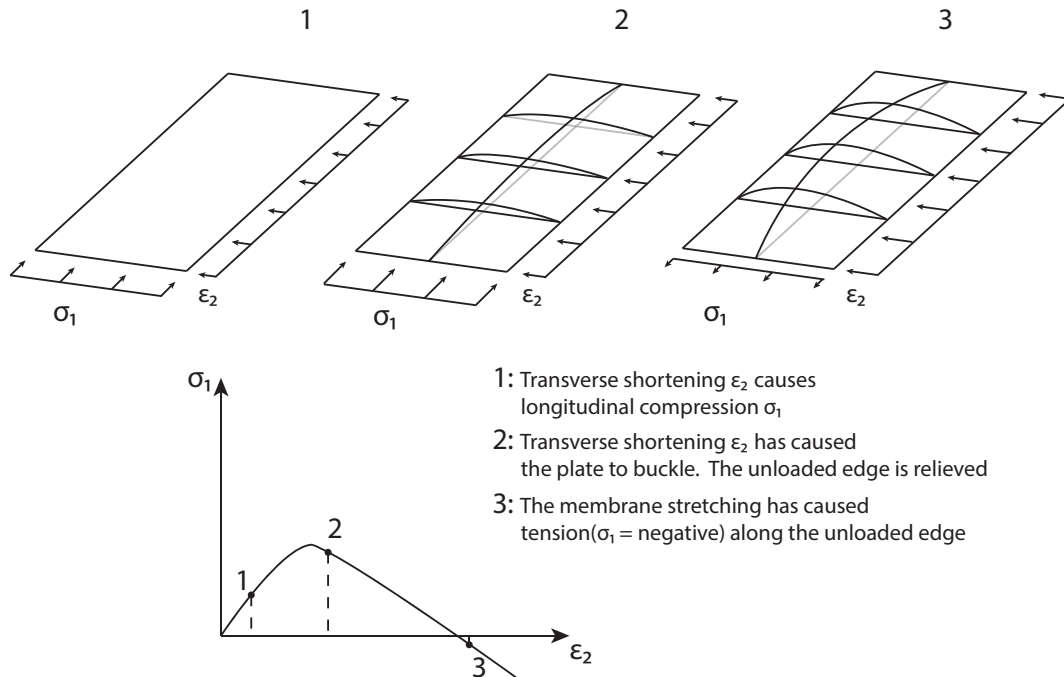 1
2
3
σ₁
ε₂
σ₁
ε₂
σ₁
ε₂
σ₁
1
2
3
ε₂
1: Transverse shortening ε₂ causes
longitudinal compression σ₁
2: Transverse shortening ε₂ has caused
the plate to buckle. The unloaded edge is relieved
3: The membrane stretching has caused
tension(σ₁ = negative) along the unloaded edge